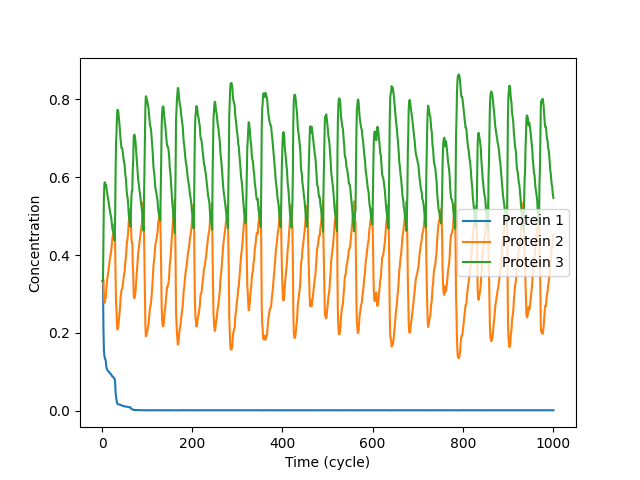 0.8
0.6
0.4
0.2
0.0
Concentration
Protein 1
Protein 2
Protein 3
0 200 400 600 800 1000
Time (cycle)